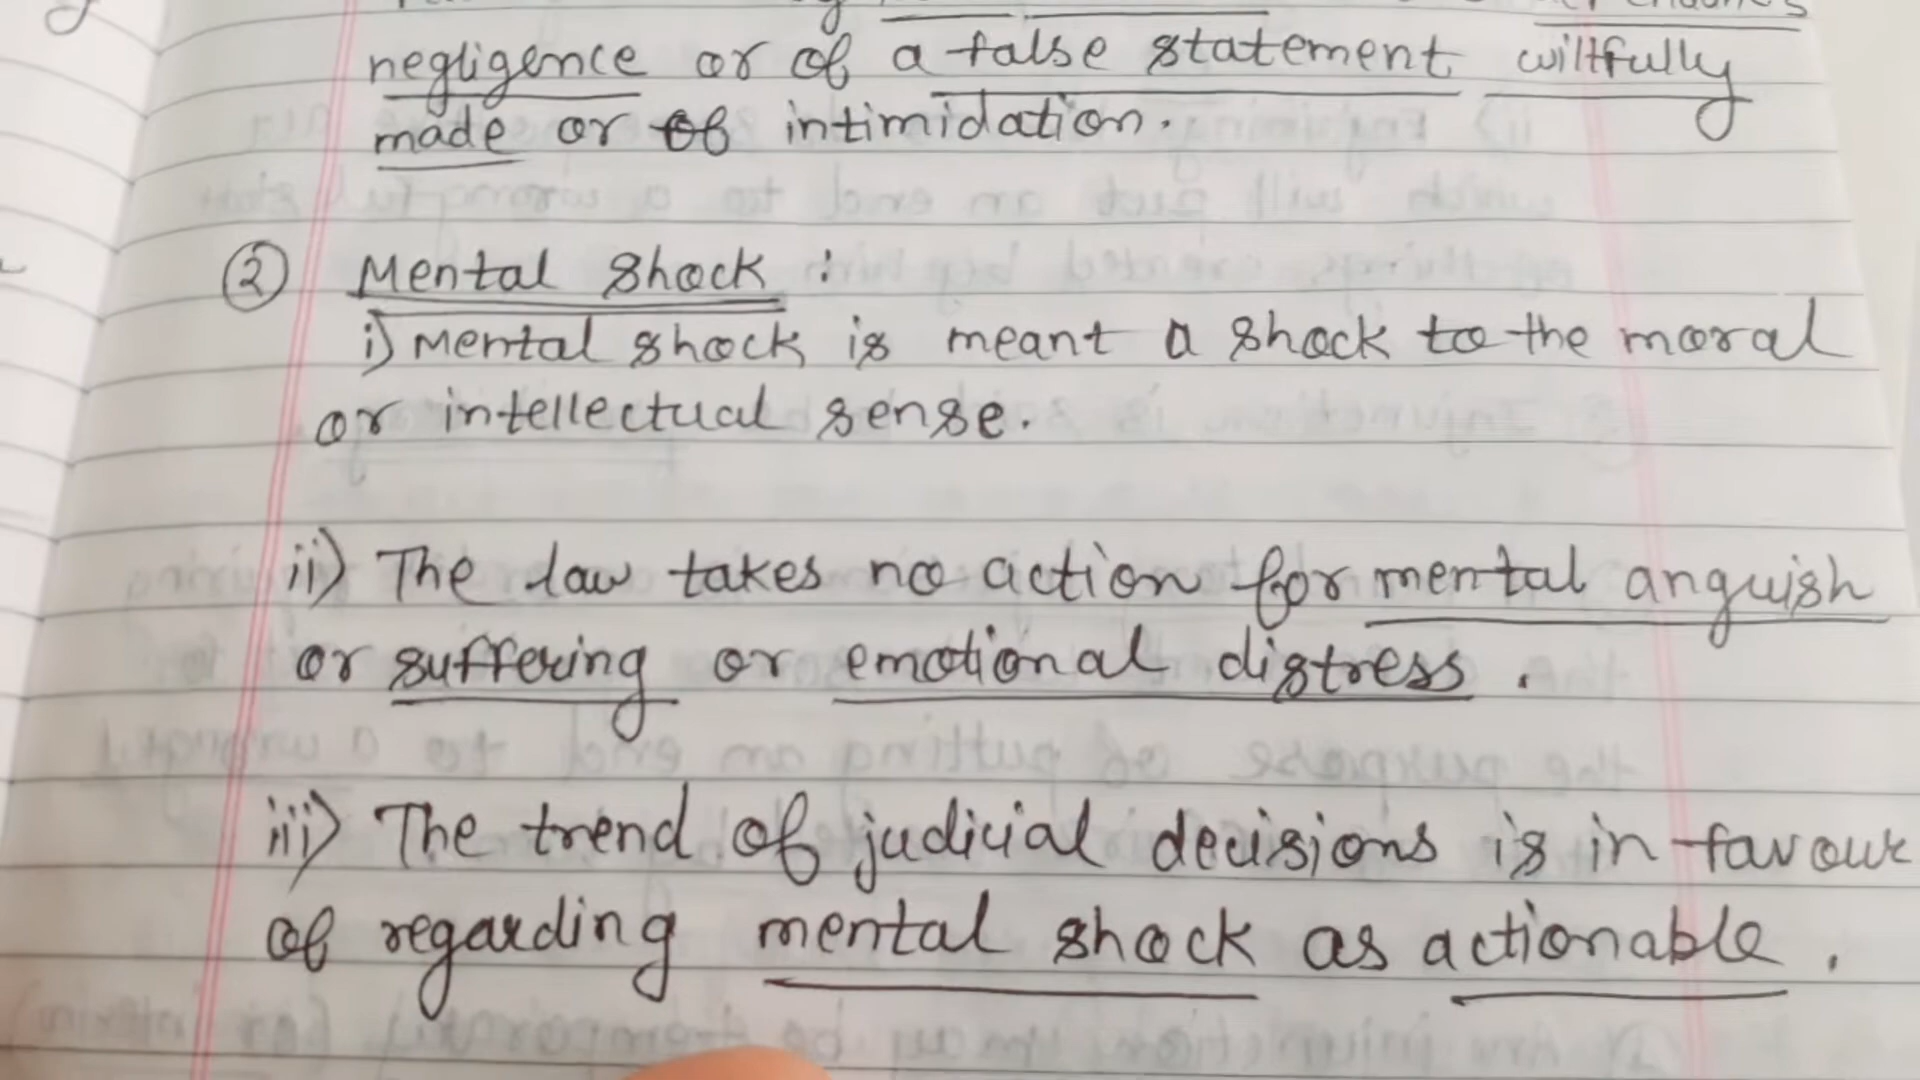 negligence or of a false statement wiltfully
made or of intimidation.
② Mental Shock :
i) Mental shock is meant a shock to the moral
or intellectual sense.
ii) The law takes no action for mental anguish
or suffering or emotional distress.
iii) The trend of judicial decisions is in favour
of regarding mental shock as actionable.